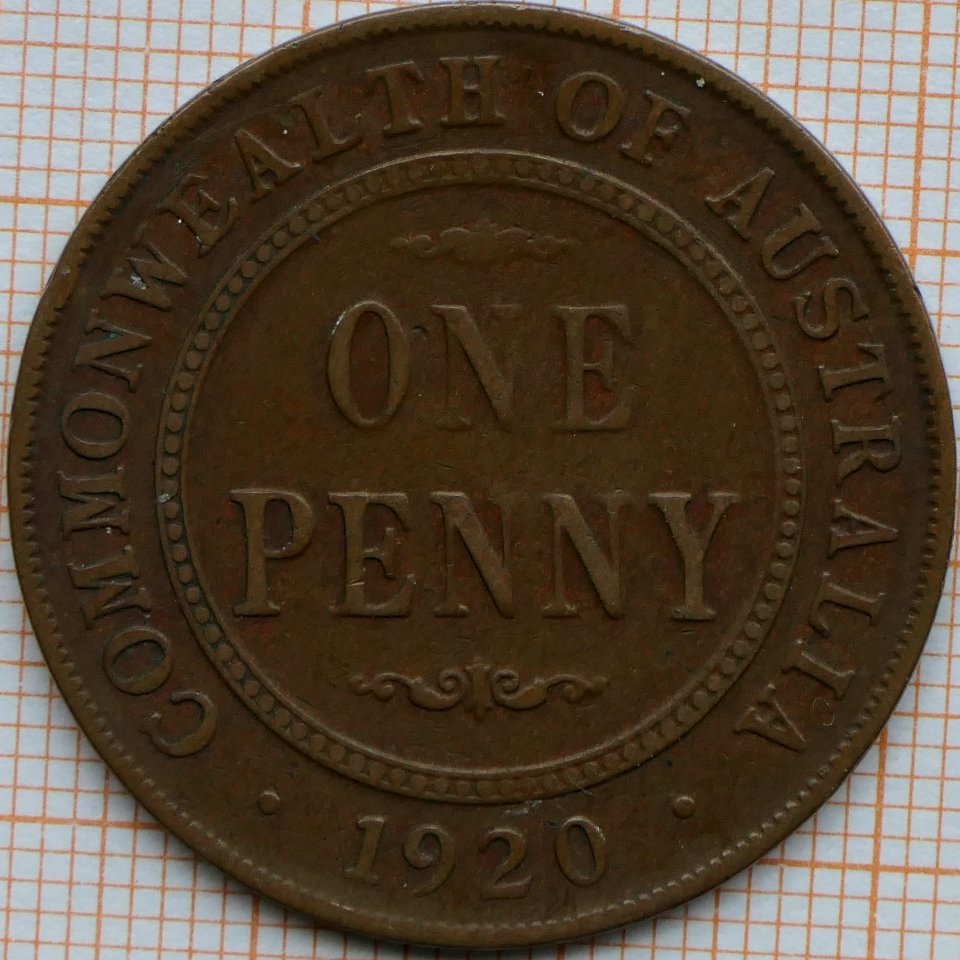 COMMONWEALTH OF AUSTRALIA
ONE
PENNY
· 1920 ·